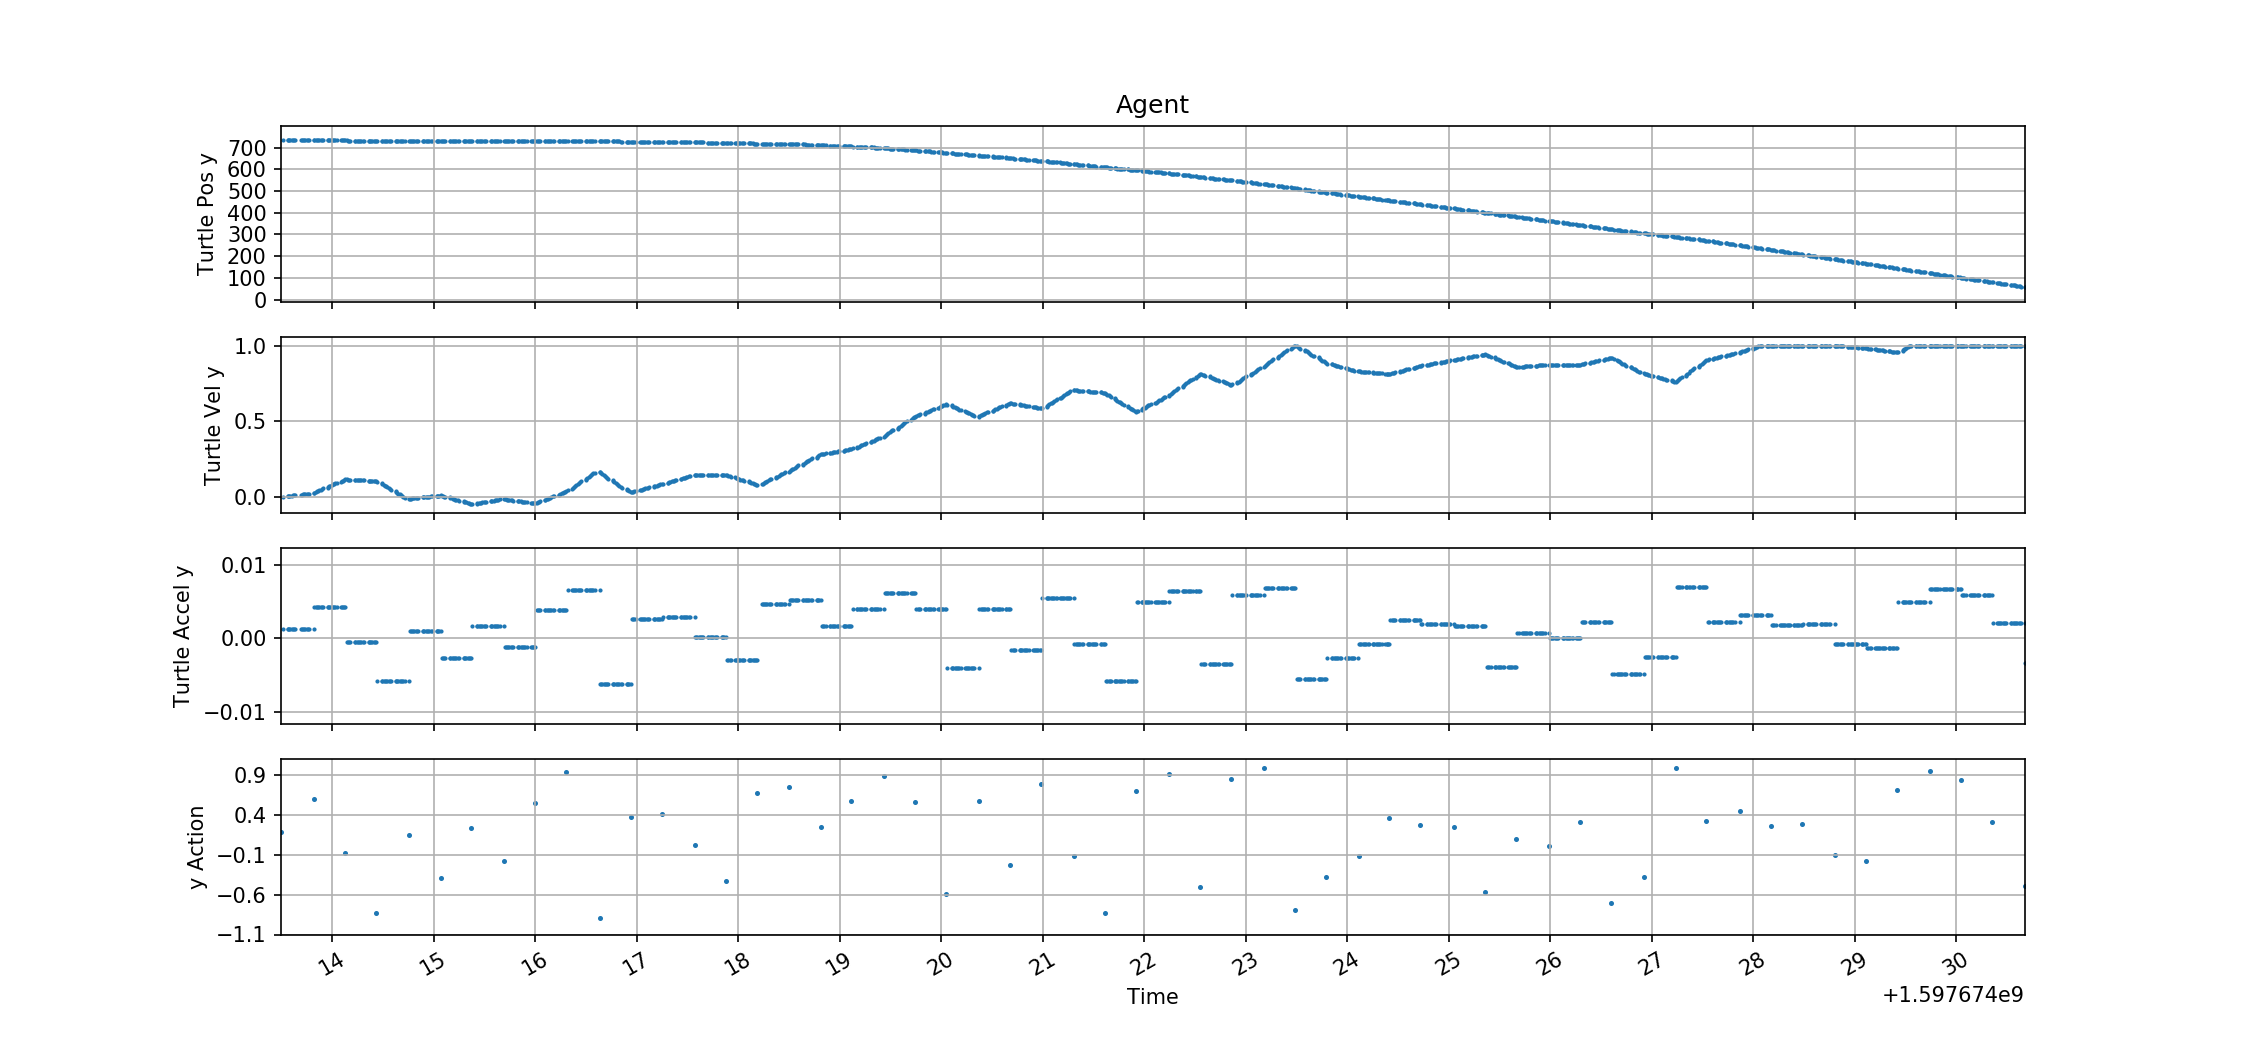 Agent
Turtle Pos y
700
600
500
400
300
200
100
0
Turtle Vel y
1.0
0.5
0.0
Turtle Accel y
0.01
0.00
−0.01
y Action
0.9
0.4
−0.1
−0.6
−1.1
14 15 16 17 18 19 20 21 22 23 24 25 26 27 28 29 30
Time
+1.597674e9